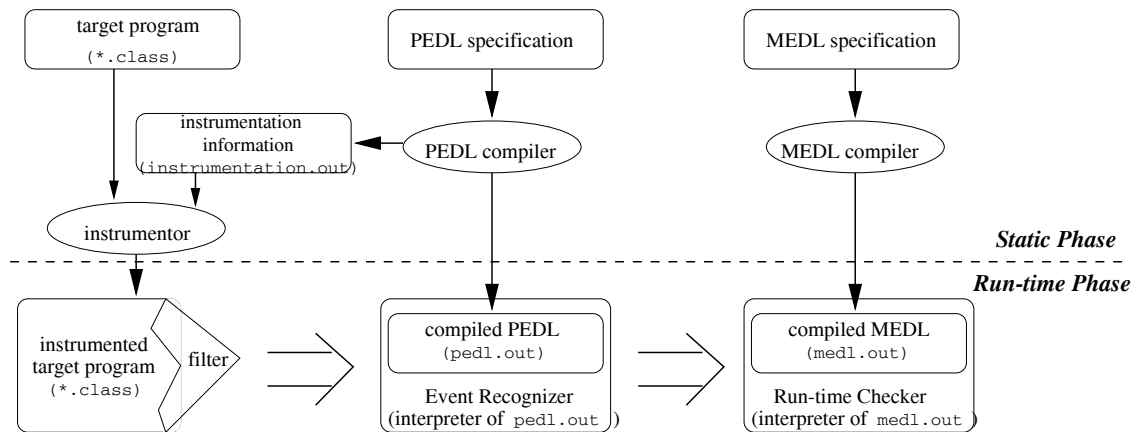 target program
(*.class)
PEDL specification
MEDL specification
instrumentation
information
(instrumentation.out)
PEDL compiler
MEDL compiler
instrumentor
Static Phase
Run-time Phase
instrumented
target program
(*.class)
filter
compiled PEDL
(pedl.out)
Event Recognizer
(interpreter of pedl.out )
compiled MEDL
(medl.out)
Run-time Checker
(interpreter of medl.out )